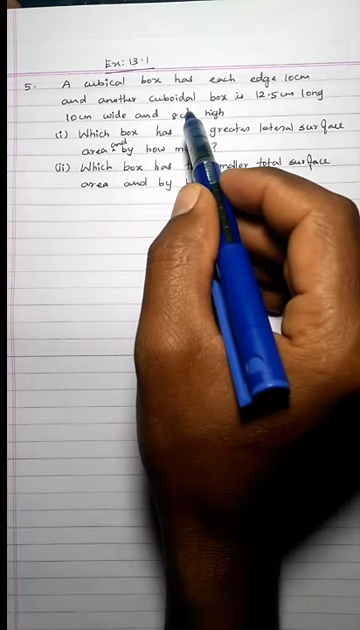 Ex: 13.1
5. A cubical box has each edge 10cm
and another cuboidal box is 12.5cm long
10cm wide and 8cm high
(i) Which box has greater lateral surface
area and by how m ?
(ii) Which box has smaller total surface
area and by